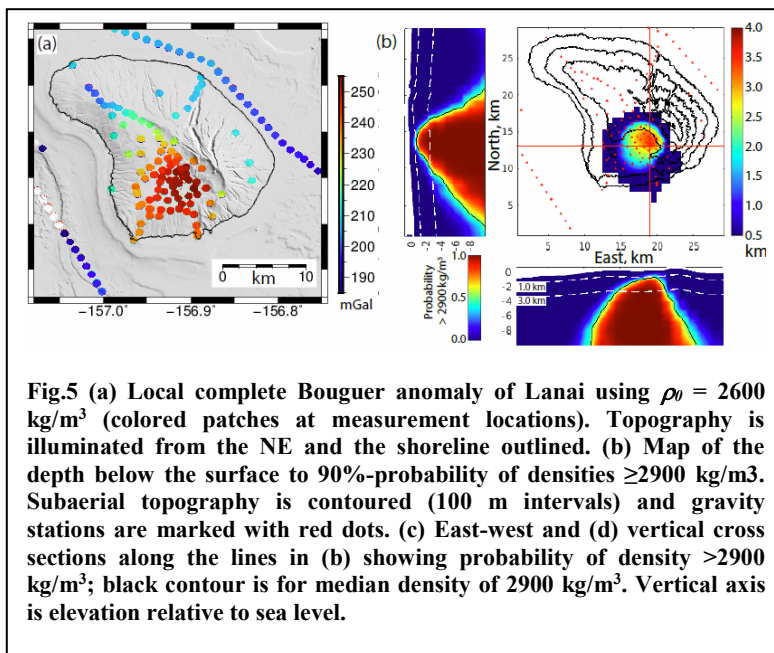 (a)
250
240
230
220
210
200
190
mGal
0 10
km
−157.0 −156.9 −156.8
(b)
0 -2 -4 -6 -8
1.0
0.5
0.0
Probability
> 2900 kg/m³
North, km
25
20
15
10
5
5 10 15 20 25
East, km
4.0
3.5
3.0
2.5
2.0
1.5
1.0
0.5
km
0
-2
-4
-6
-8
1.0 km
3.0 km
Fig.5 (a) Local complete Bouguer anomaly of Lanai using ρ₀ = 2600
kg/m³ (colored patches at measurement locations). Topography is
illuminated from the NE and the shoreline outlined. (b) Map of the
depth below the surface to 90%-probability of densities ≥2900 kg/m3.
Subaerial topography is contoured (100 m intervals) and gravity
stations are marked with red dots. (c) East-west and (d) vertical cross
sections along the lines in (b) showing probability of density >2900
kg/m³; black contour is for median density of 2900 kg/m³. Vertical axis
is elevation relative to sea level.